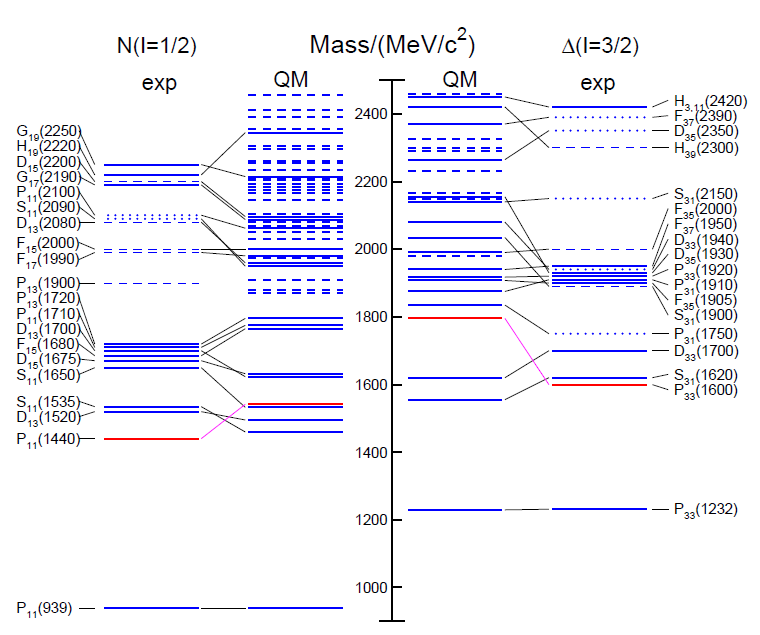 N(I=1/2)
Mass/(MeV/c²)
Δ(I=3/2)
exp
QM
QM
exp
G₁₉(2250)
H₁₉(2220)
D₁₅(2200)
G₁₇(2190)
P₁₁(2100)
S₁₁(2090)
D₁₃(2080)
F₁₅(2000)
F₁₇(1990)
P₁₃(1900)
P₁₃(1720)
P₁₁(1710)
D₁₃(1700)
F₁₅(1680)
D₁₅(1675)
S₁₁(1650)
S₁₁(1535)
D₁₃(1520)
P₁₁(1440)
P₁₁(939)
2400
2200
2000
1800
1600
1400
1200
1000
H₃,₁₁(2420)
F₃₇(2390)
D₃₅(2350)
H₃₉(2300)
S₃₁(2150)
F₃₅(2000)
F₃₇(1950)
D₃₃(1940)
D₃₅(1930)
P₃₃(1920)
P₃₁(1910)
F₃₅(1905)
S₃₁(1900)
P₃₁(1750)
D₃₃(1700)
S₃₁(1620)
P₃₃(1600)
P₃₃(1232)